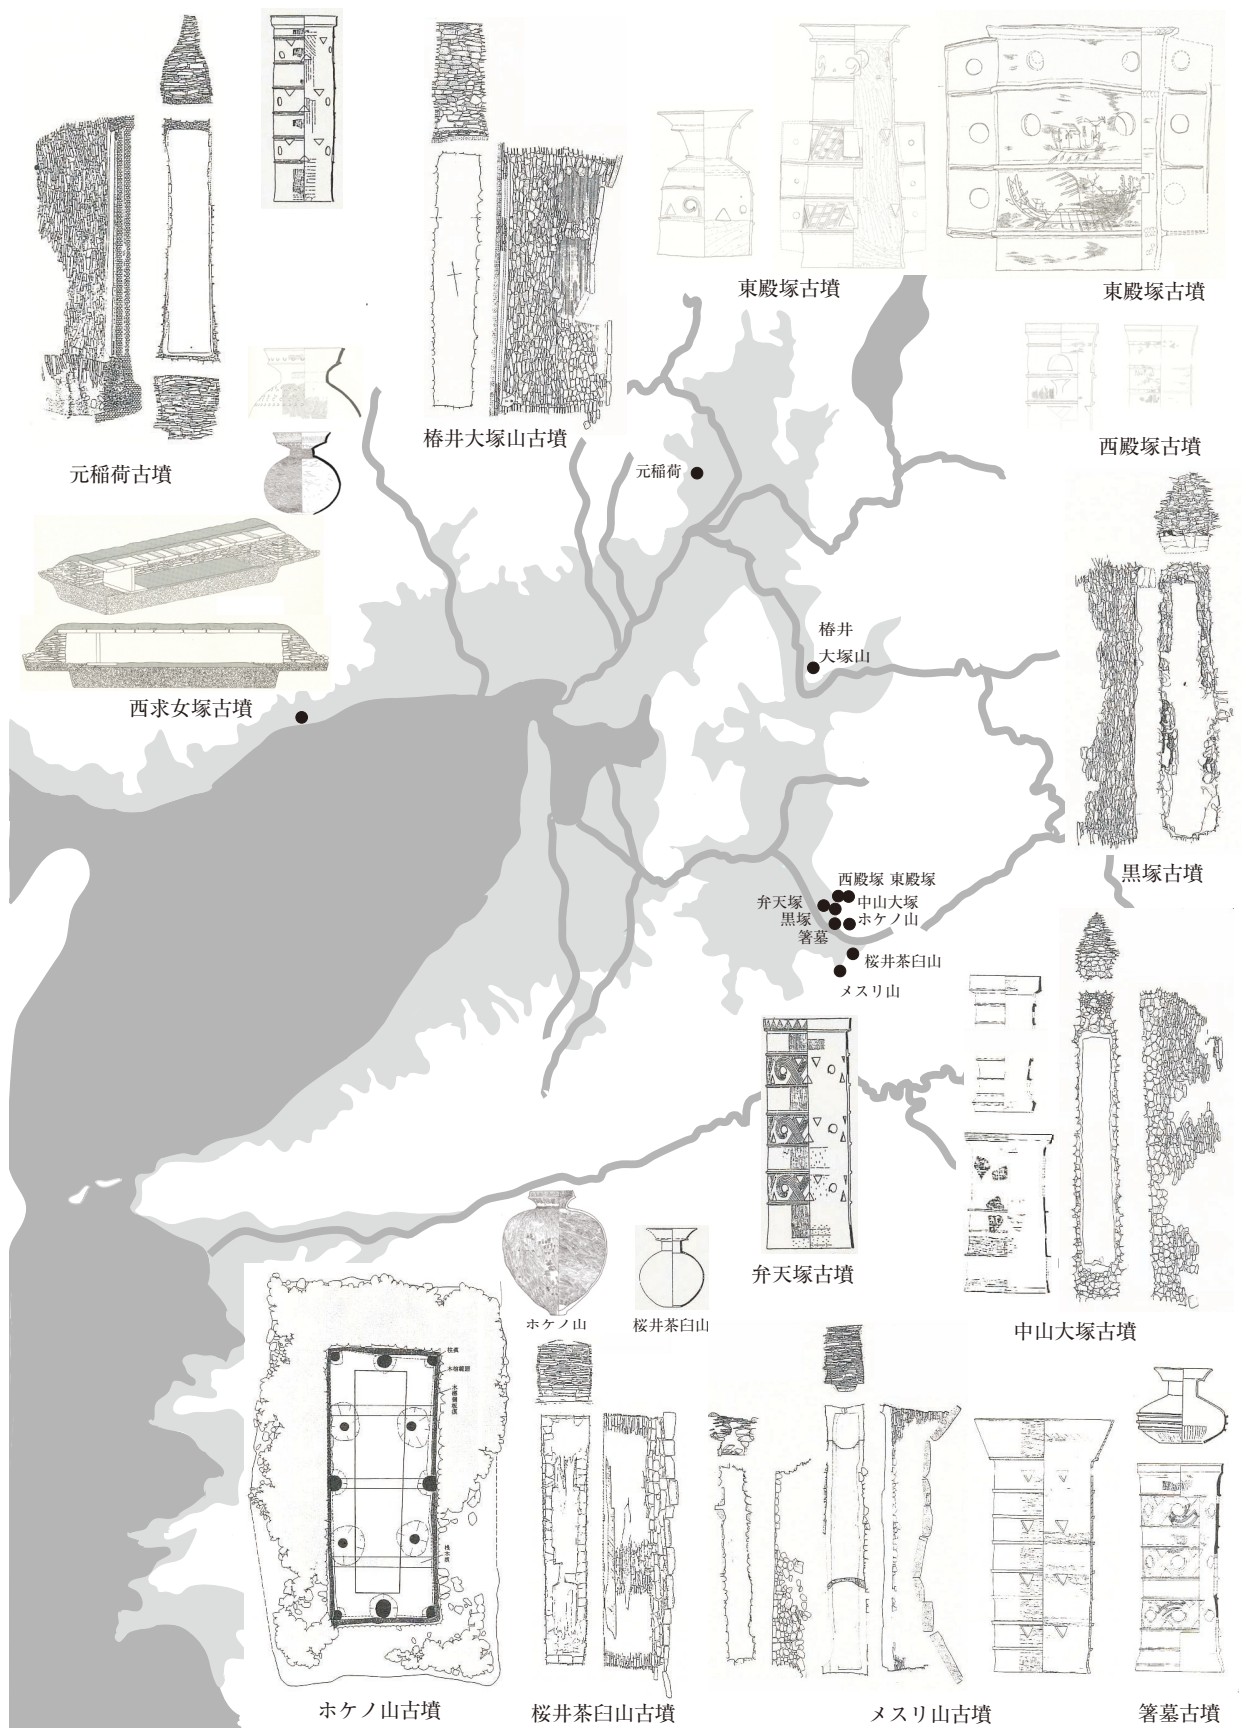 東殿塚古墳
東殿塚古墳
椿井大塚山古墳
西殿塚古墳
元稲荷古墳
元稲荷
椿井
大塚山
西求女塚古墳
黒塚古墳
西殿塚 東殿塚
弁天塚
中山大塚
黒塚
ホケノ山
箸墓
桜井茶臼山
メスリ山
弁天塚古墳
ホケノ山
桜井茶臼山
中山大塚古墳
ホケノ山古墳
桜井茶臼山古墳
メスリ山古墳
箸墓古墳